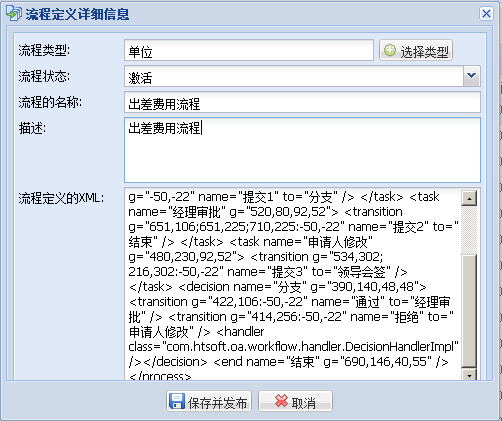 流程定义详细信息
流程类型: 单位 选择类型
流程状态: 激活
流程的名称: 出差费用流程
描述: 出差费用流程
流程定义的XML: g="-50,-22" name="提交1" to="分支" /> </task> <task
name="经理审批" g="520,80,92,52"> <transition
g="651,106;651,225;710,225:-50,-22" name="提交2" to="
结束" /> </task> <task name="申请人修改"
g="480,230,92,52"> <transition g="534,302;
216,302:-50,-22" name="提交3" to="领导会签" />
</task> <decision name="分支" g="390,140,48,48">
<transition g="422,106:-50,-22" name="通过" to="经理审
批" /> <transition g="414,256:-50,-22" name="拒绝" to="
申请人修改" /> <handler
class="com.htsoft.oa.workflow.handler.DecisionHandlerImpl"
/></decision> <end name="结束" g="690,146,40,55" />
</process>
保存并发布 取消